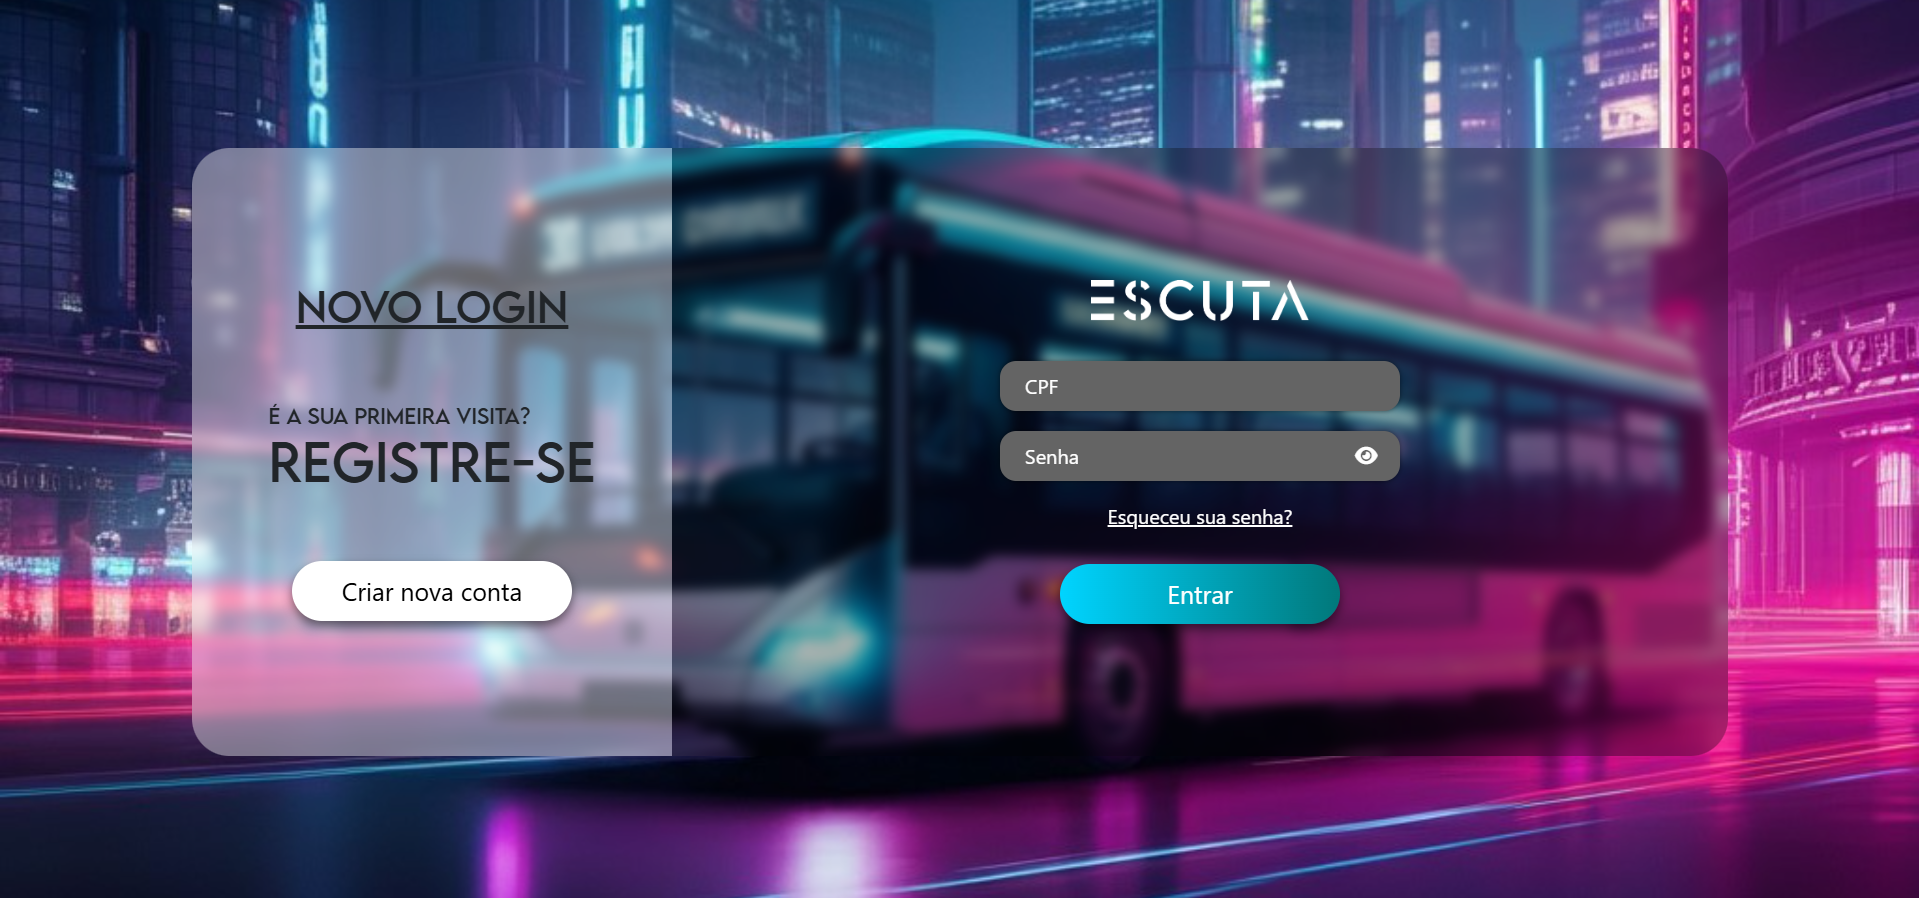 NOVO LOGIN
É A SUA PRIMEIRA VISITA?
REGISTRE-SE
Criar nova conta
ESCUTA
CPF
Senha
Esqueceu sua senha?
Entrar